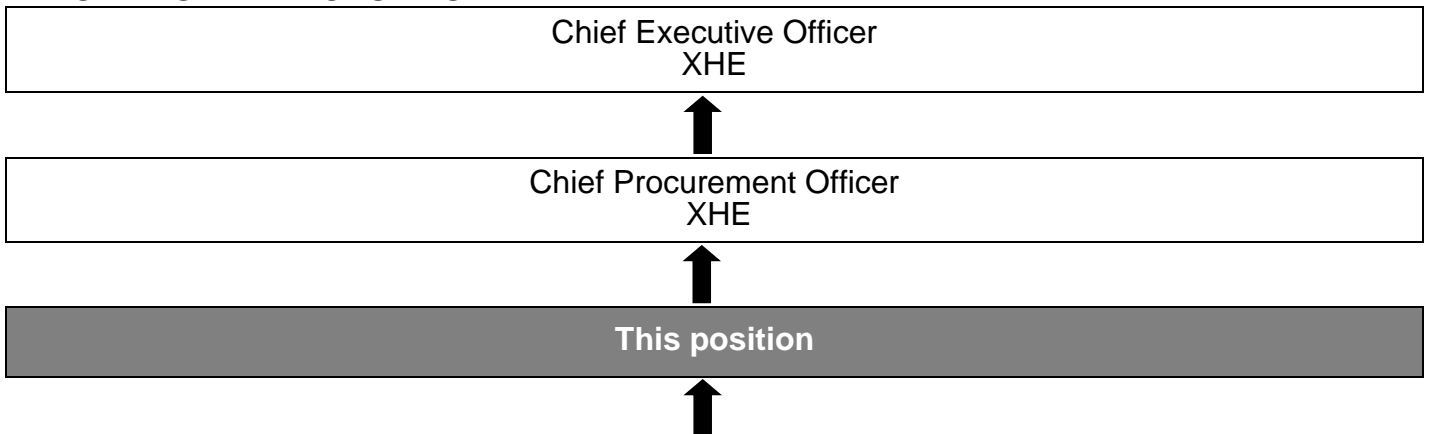 Chief Executive Officer
XHE
Chief Procurement Officer
XHE
This position